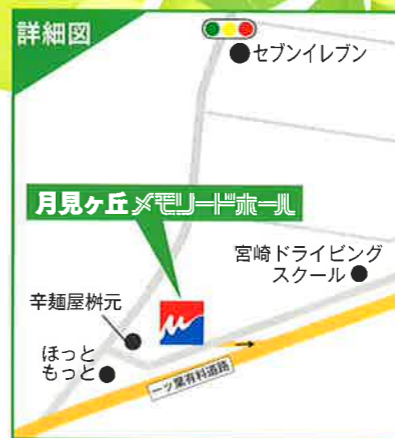 詳細図
セブンイレブン
月見ヶ丘メモリードホール
宮崎ドライビング
スクール
辛麺屋桝元
ほっと
もっと
一ッ葉有料道路